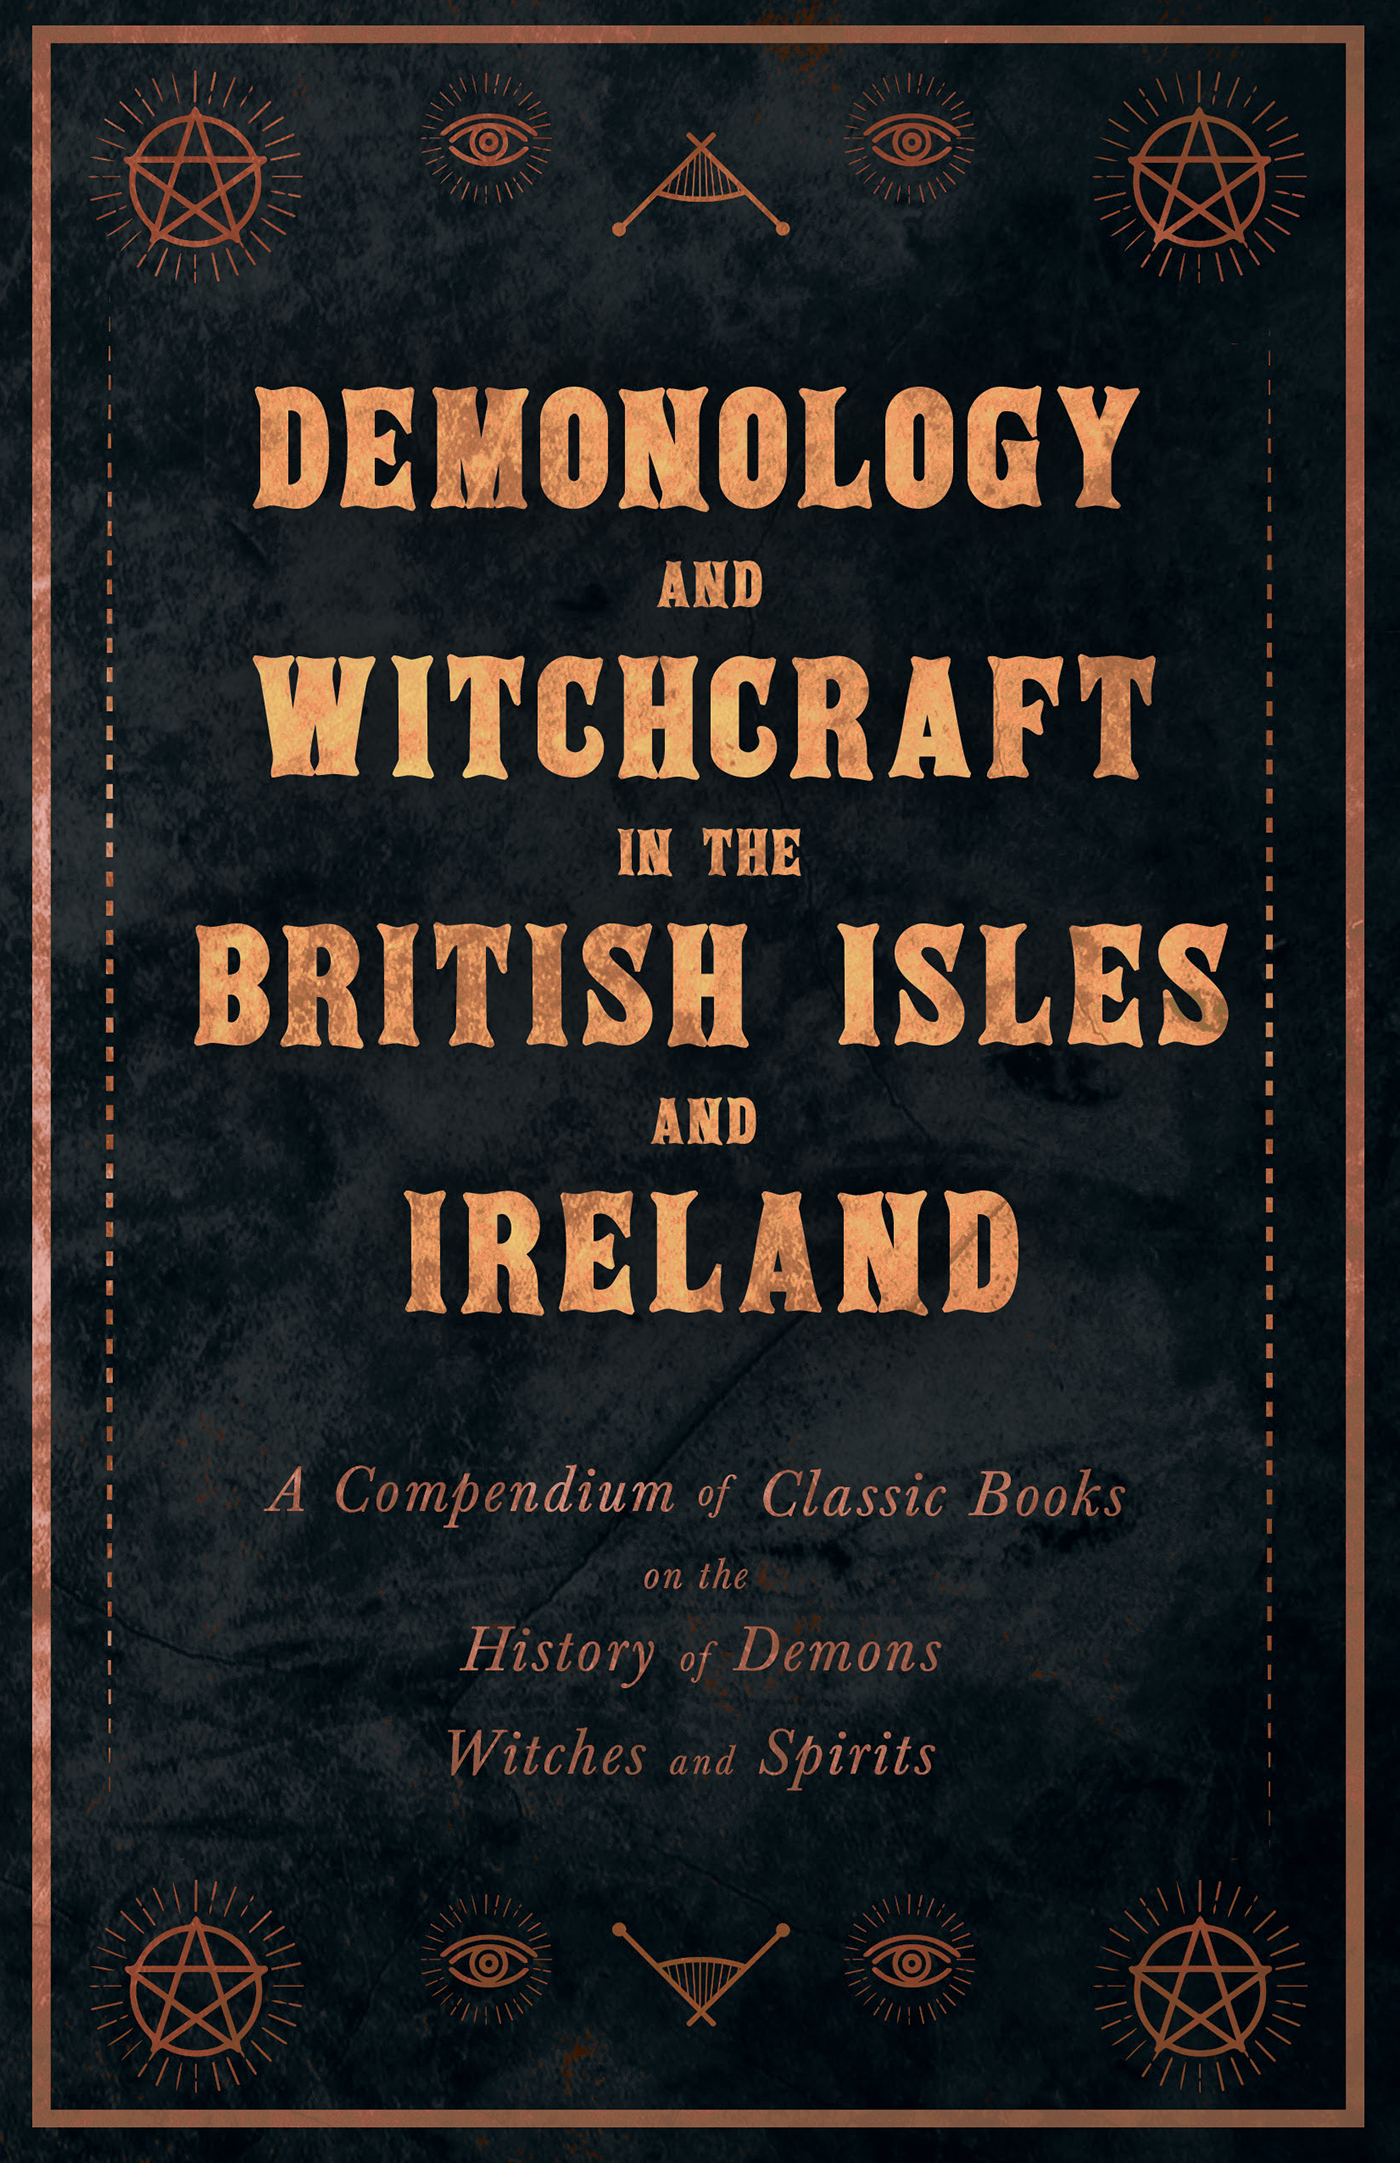 DEMONOLOGY
AND
WITCHCRAFT
IN THE
BRITISH ISLES
AND
IRELAND
A Compendium of Classic Books
on the
History of Demons
Witches and Spirits